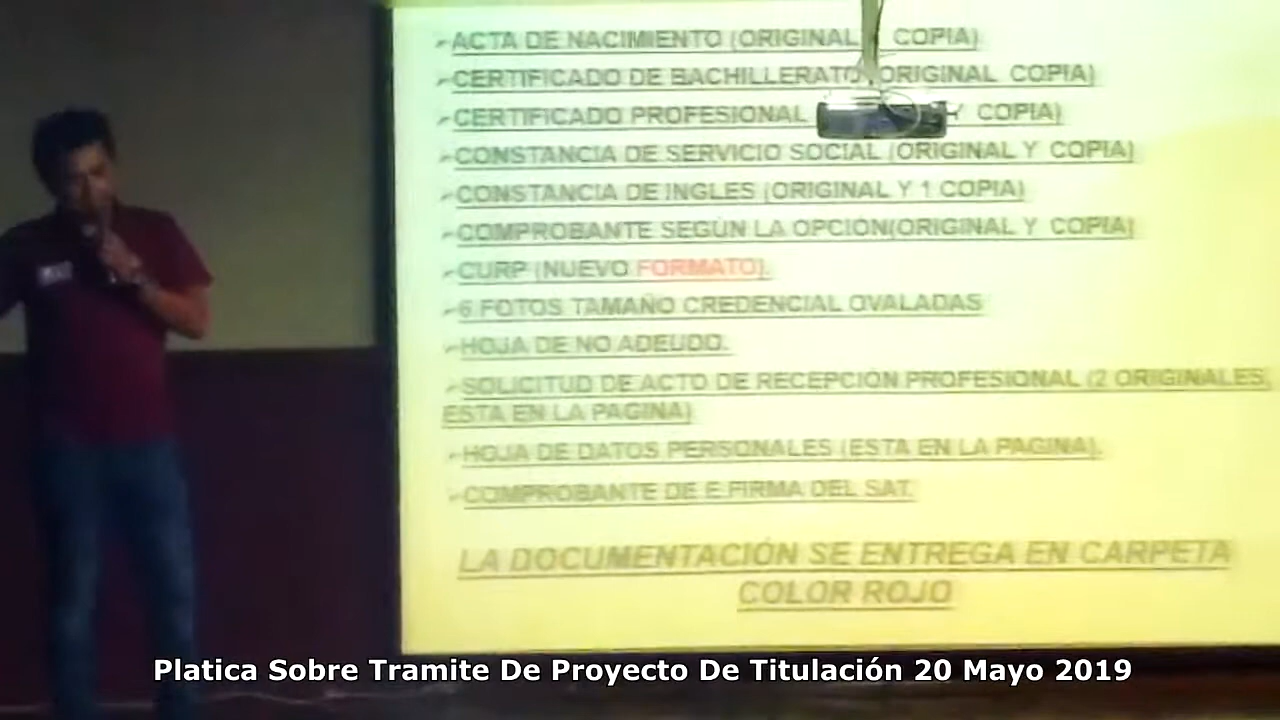 ACTA DE NACIMIENTO (ORIGINAL Y COPIA)
CERTIFICADO DE BACHILLERATO (ORIGINAL COPIA)
CERTIFICADO PROFESIONAL Y COPIA)
CONSTANCIA DE SERVICIO SOCIAL (ORIGINAL Y COPIA)
CONSTANCIA DE INGLES (ORIGINAL Y 1 COPIA)
COMPROBANTE SEGÚN LA OPCIÓN(ORIGINAL Y COPIA)
CURP (NUEVO FORMATO).
6 FOTOS TAMAÑO CREDENCIAL OVALADAS
HOJA DE NO ADEUDO.
SOLICITUD DE ACTO DE RECEPCIÓN PROFESIONAL (2 ORIGINALES,
ESTA EN LA PAGINA)
HOJA DE DATOS PERSONALES (ESTA EN LA PAGINA).
COMPROBANTE DE E.FIRMA DEL SAT.
LA DOCUMENTACIÓN SE ENTREGA EN CARPETA
COLOR ROJO
Platica Sobre Tramite De Proyecto De Titulación 20 Mayo 2019